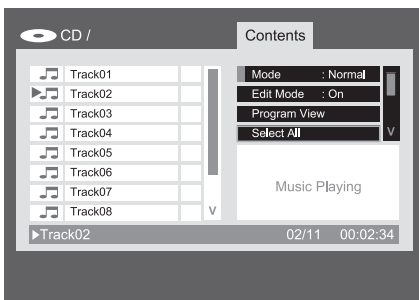 CD /
Contents
Track01
Track02
Track03
Track04
Track05
Track06
Track07
Track08
V
Mode : Normal
Edit Mode : On
Program View
Select All
V
Music Playing
Track02 02/11 00:02:34